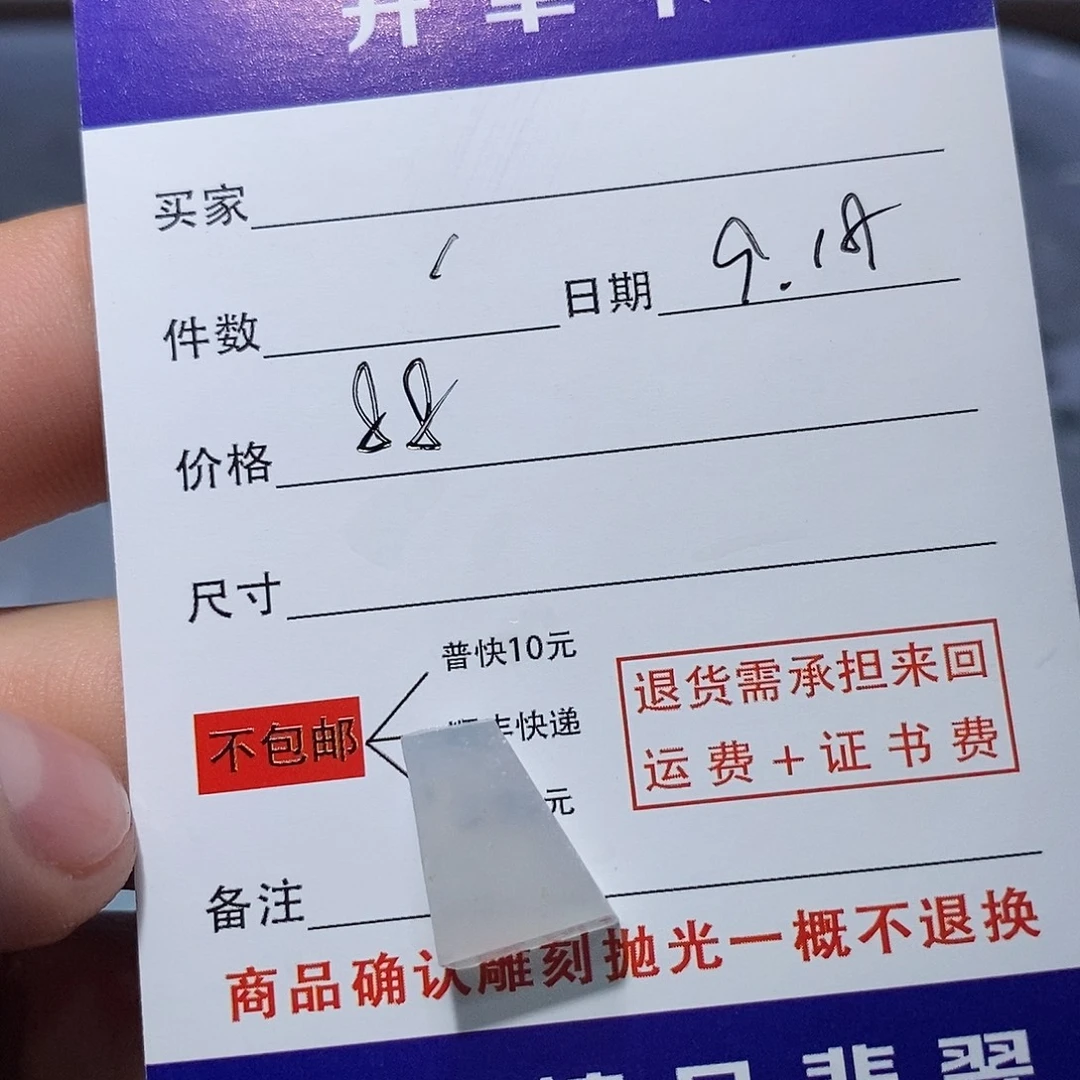 买家
件数 1 日期 9.18
价格 88
尺寸
普快10元
不包邮
快递
元
退货需承担来回
运费+证书费
备注
商品确认雕刻抛光一概不退换
翡翠